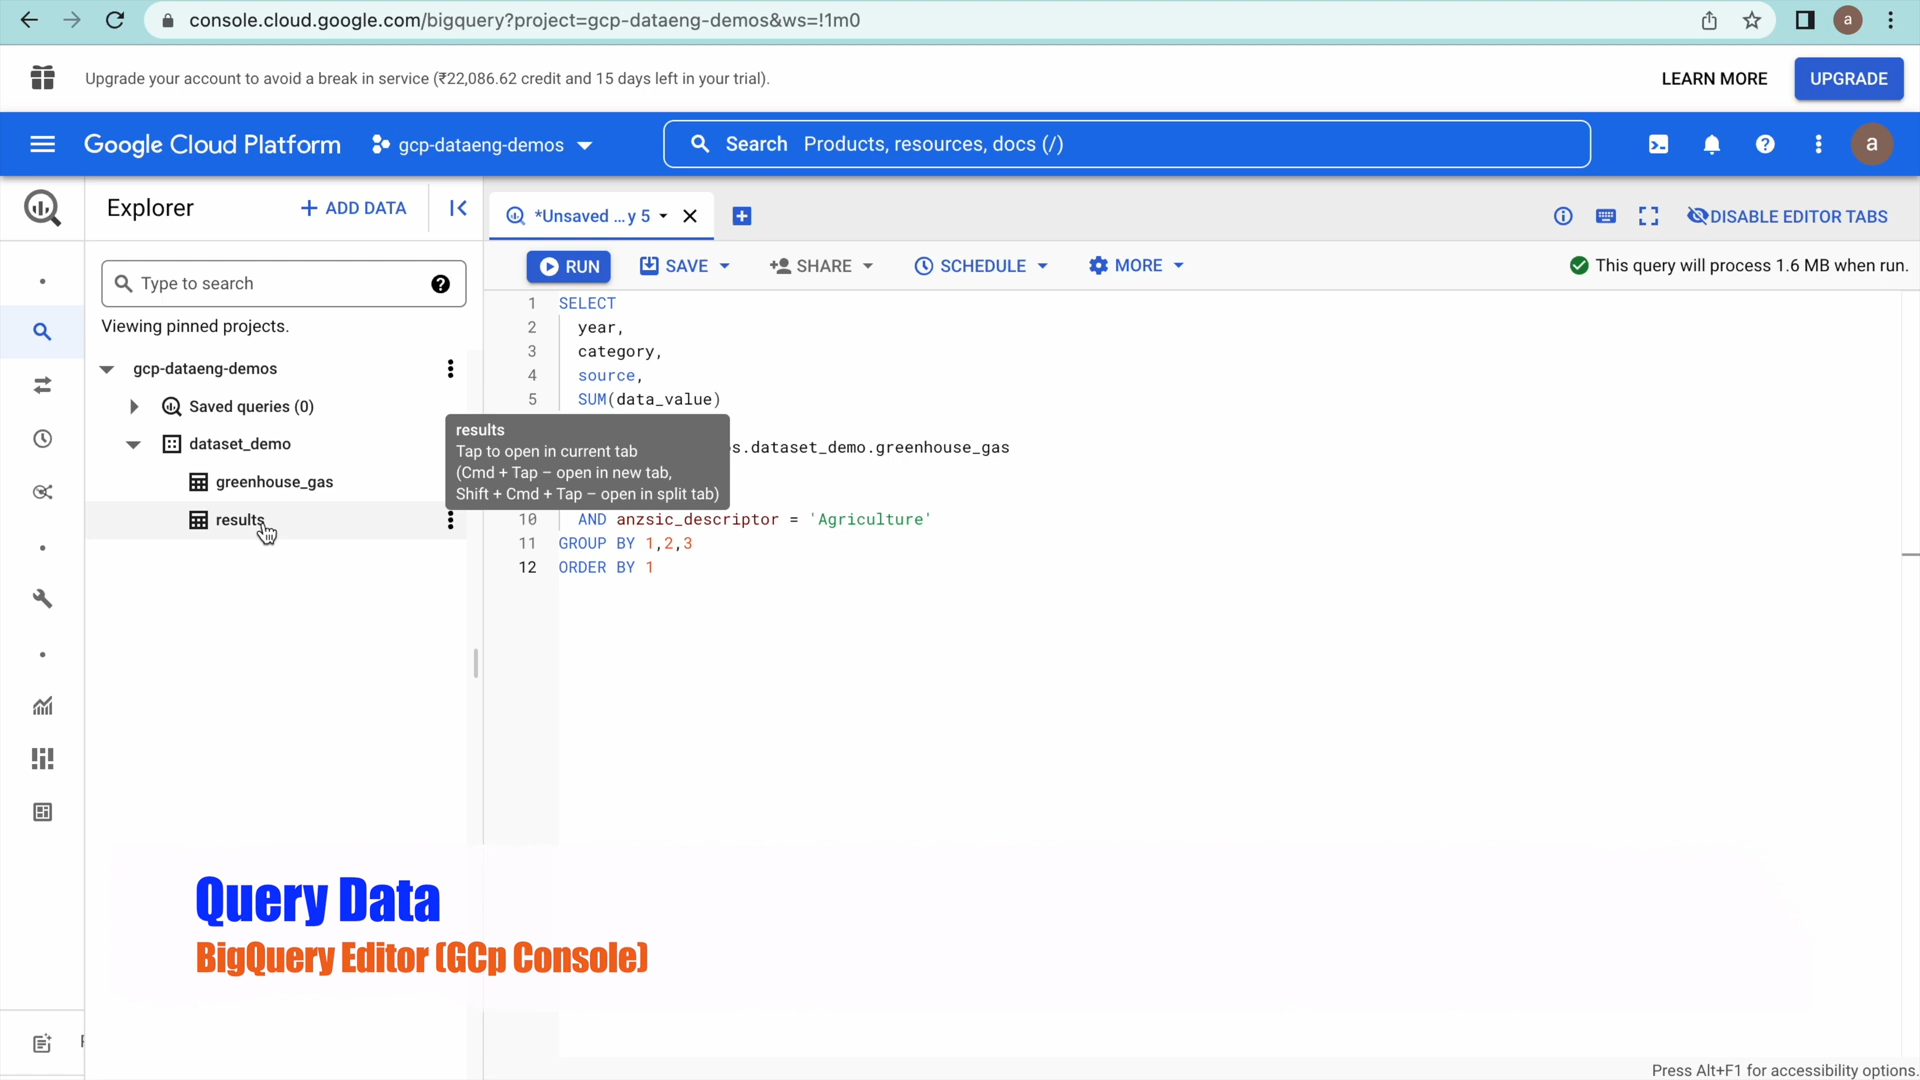 console.cloud.google.com/bigquery?project=gcp-dataeng-demos&ws=!1m0
a
Upgrade your account to avoid a break in service (₹22,086.62 credit and 15 days left in your trial).
LEARN MORE
UPGRADE
Google Cloud Platform
gcp-dataeng-demos
Search Products, resources, docs (/)
a
Explorer
+ ADD DATA
*Unsaved ...y 5
DISABLE EDITOR TABS
Type to search
RUN
SAVE
SHARE
SCHEDULE
MORE
This query will process 1.6 MB when run.
Viewing pinned projects.
gcp-dataeng-demos
Saved queries (0)
dataset_demo
greenhouse_gas
results
1 SELECT
2 year,
3 category,
4 source,
5 SUM(data_value)
s.dataset_demo.greenhouse_gas
10 AND anzsic_descriptor = 'Agriculture'
11 GROUP BY 1,2,3
12 ORDER BY 1
results
Tap to open in current tab
(Cmd + Tap – open in new tab,
Shift + Cmd + Tap – open in split tab)
Query Data
BigQuery Editor (GCp Console)
Press Alt+F1 for accessibility options.